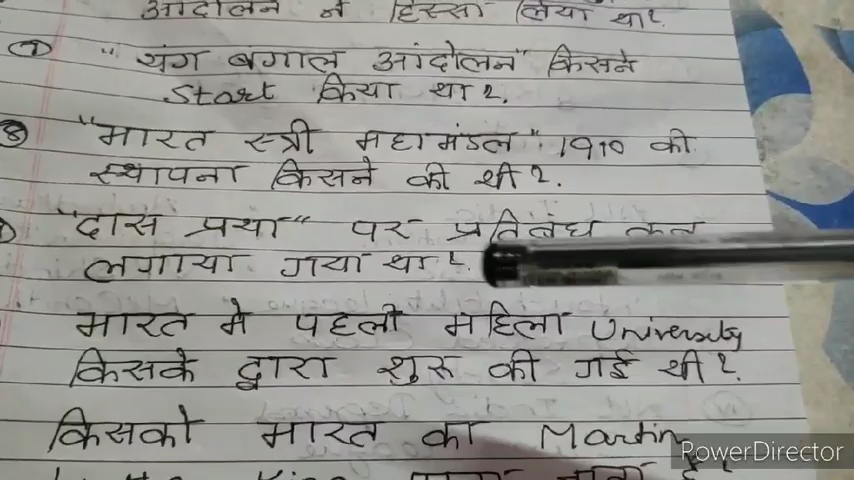 आंदोलन में हिस्सा लिया था?
⑦ "यंग बंगाल आंदोलन" किसने
Start किया था?
⑧ "भारत स्त्री महामंडल" 1910 की
स्थापना किसने की थी?
"दास प्रथा" पर प्रतिबंध कब
लगाया गया था?
भारत में पहली महिला University
किसके द्वारा शुरू की गई थी?
किसको भारत का Martin
PowerDirector